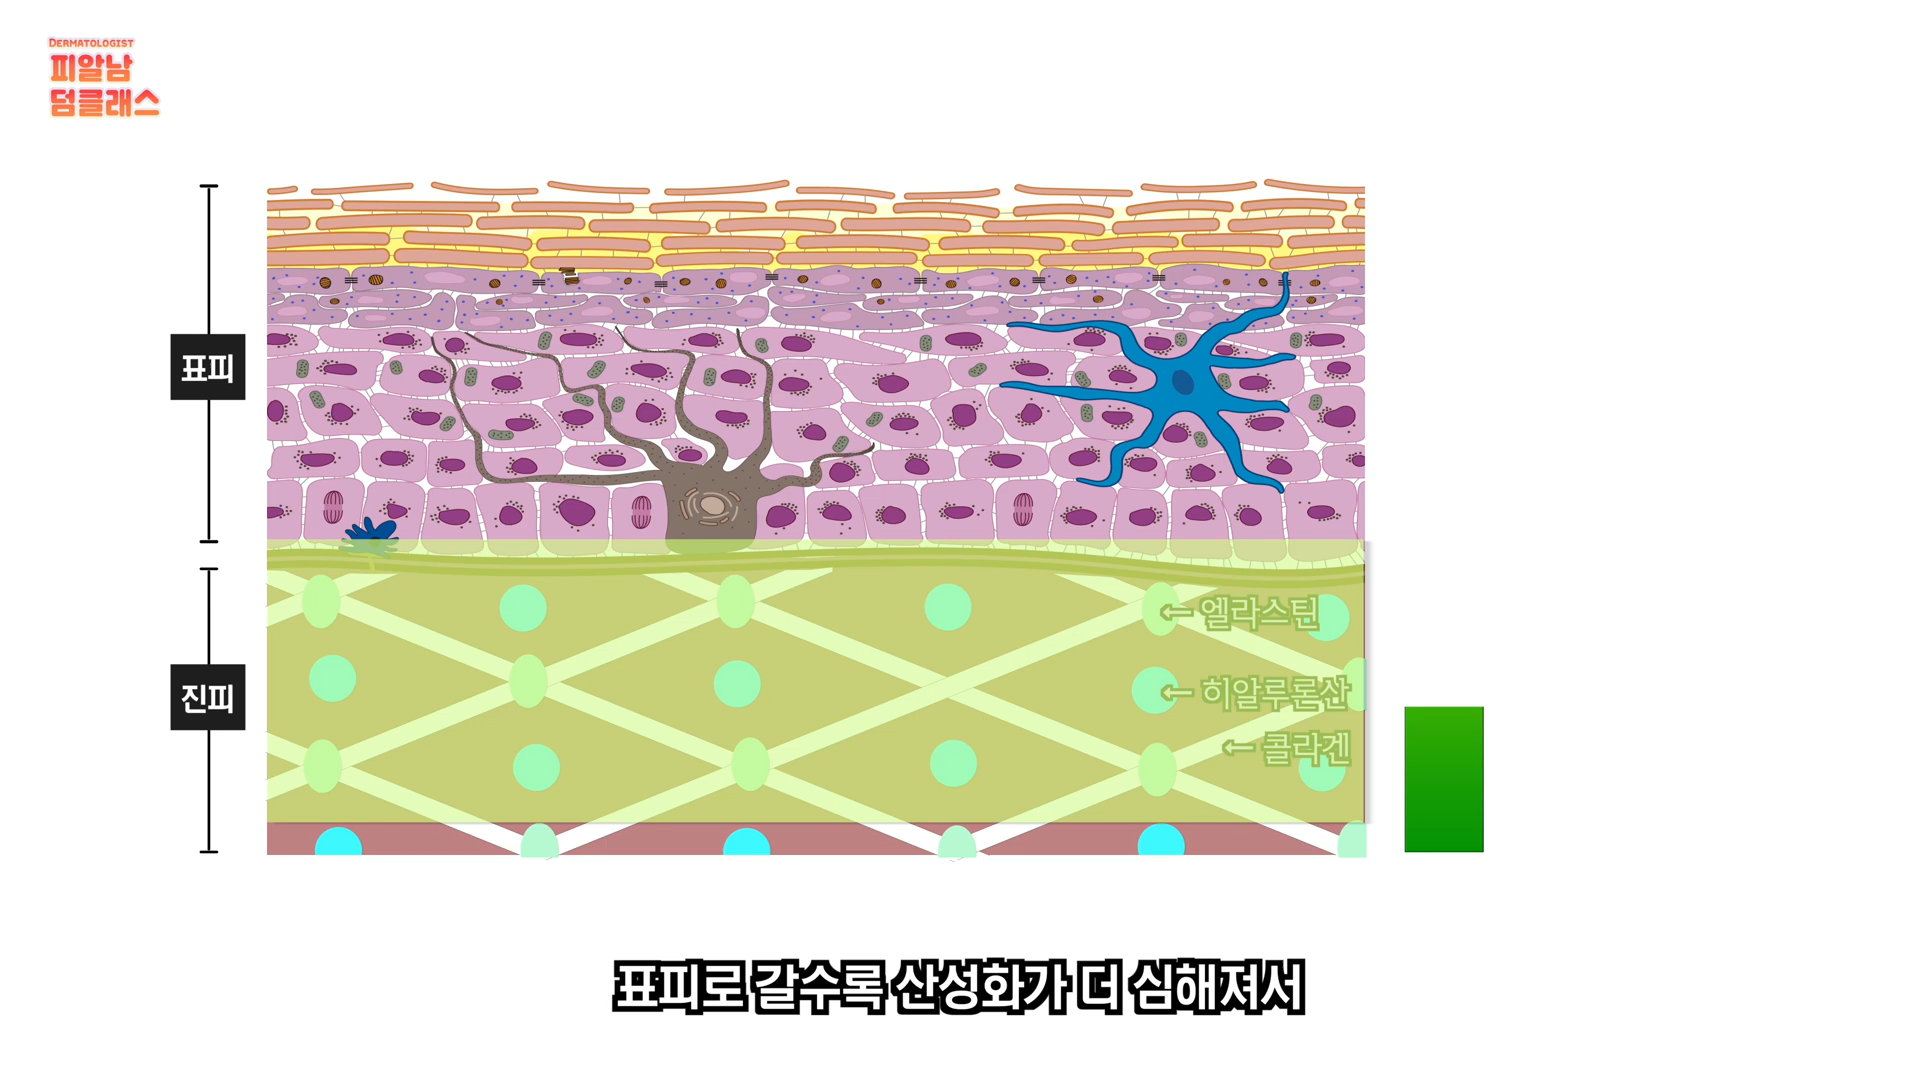 DERMATOLOGIST
피알남
덤클래스
표피
진피
← 엘라스틴
← 히알루론산
← 콜라겐
표피로 갈수록 산성화가 더 심해져서